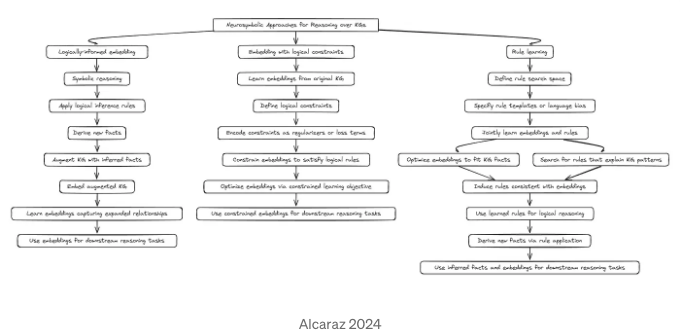 Neurosymbolic Approaches for Reasoning over KGs
Logically-informed embedding
Symbolic reasoning
Apply logical inference rules
Derive new facts
Augment KG with inferred facts
Embed augmented KG
Learn embeddings capturing expanded relationships
Use embeddings for downstream reasoning tasks
Embedding with logical constraints
Learn embeddings from original KG
Define logical constraints
Encode constraints as regularizers or loss terms
Constrain embeddings to satisfy logical rules
Optimize embeddings via constrained learning objective
Use constrained embeddings for downstream reasoning tasks
Rule learning
Define rule search space
Specify rule templates or language bias
Jointly learn embeddings and rules
Optimize embeddings to fit KG facts
Search for rules that explain KG patterns
Induce rules consistent with embeddings
Use learned rules for logical reasoning
Derive new facts via rule application
Use inferred facts and embeddings for downstream reasoning tasks
Alcaraz 2024